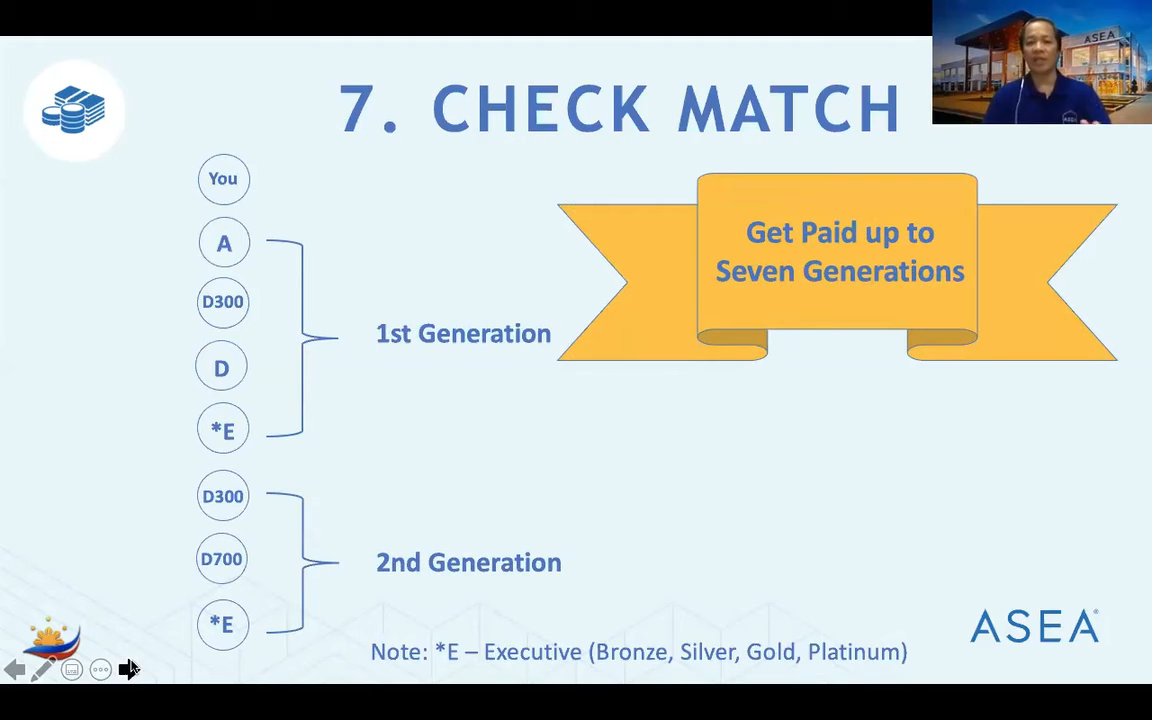 7. CHECK MATCH
ASEA
You
A
D300
D
*E
1st Generation
Get Paid up to
Seven Generations
D300
D700
*E
2nd Generation
Note: *E – Executive (Bronze, Silver, Gold, Platinum)
ASEA